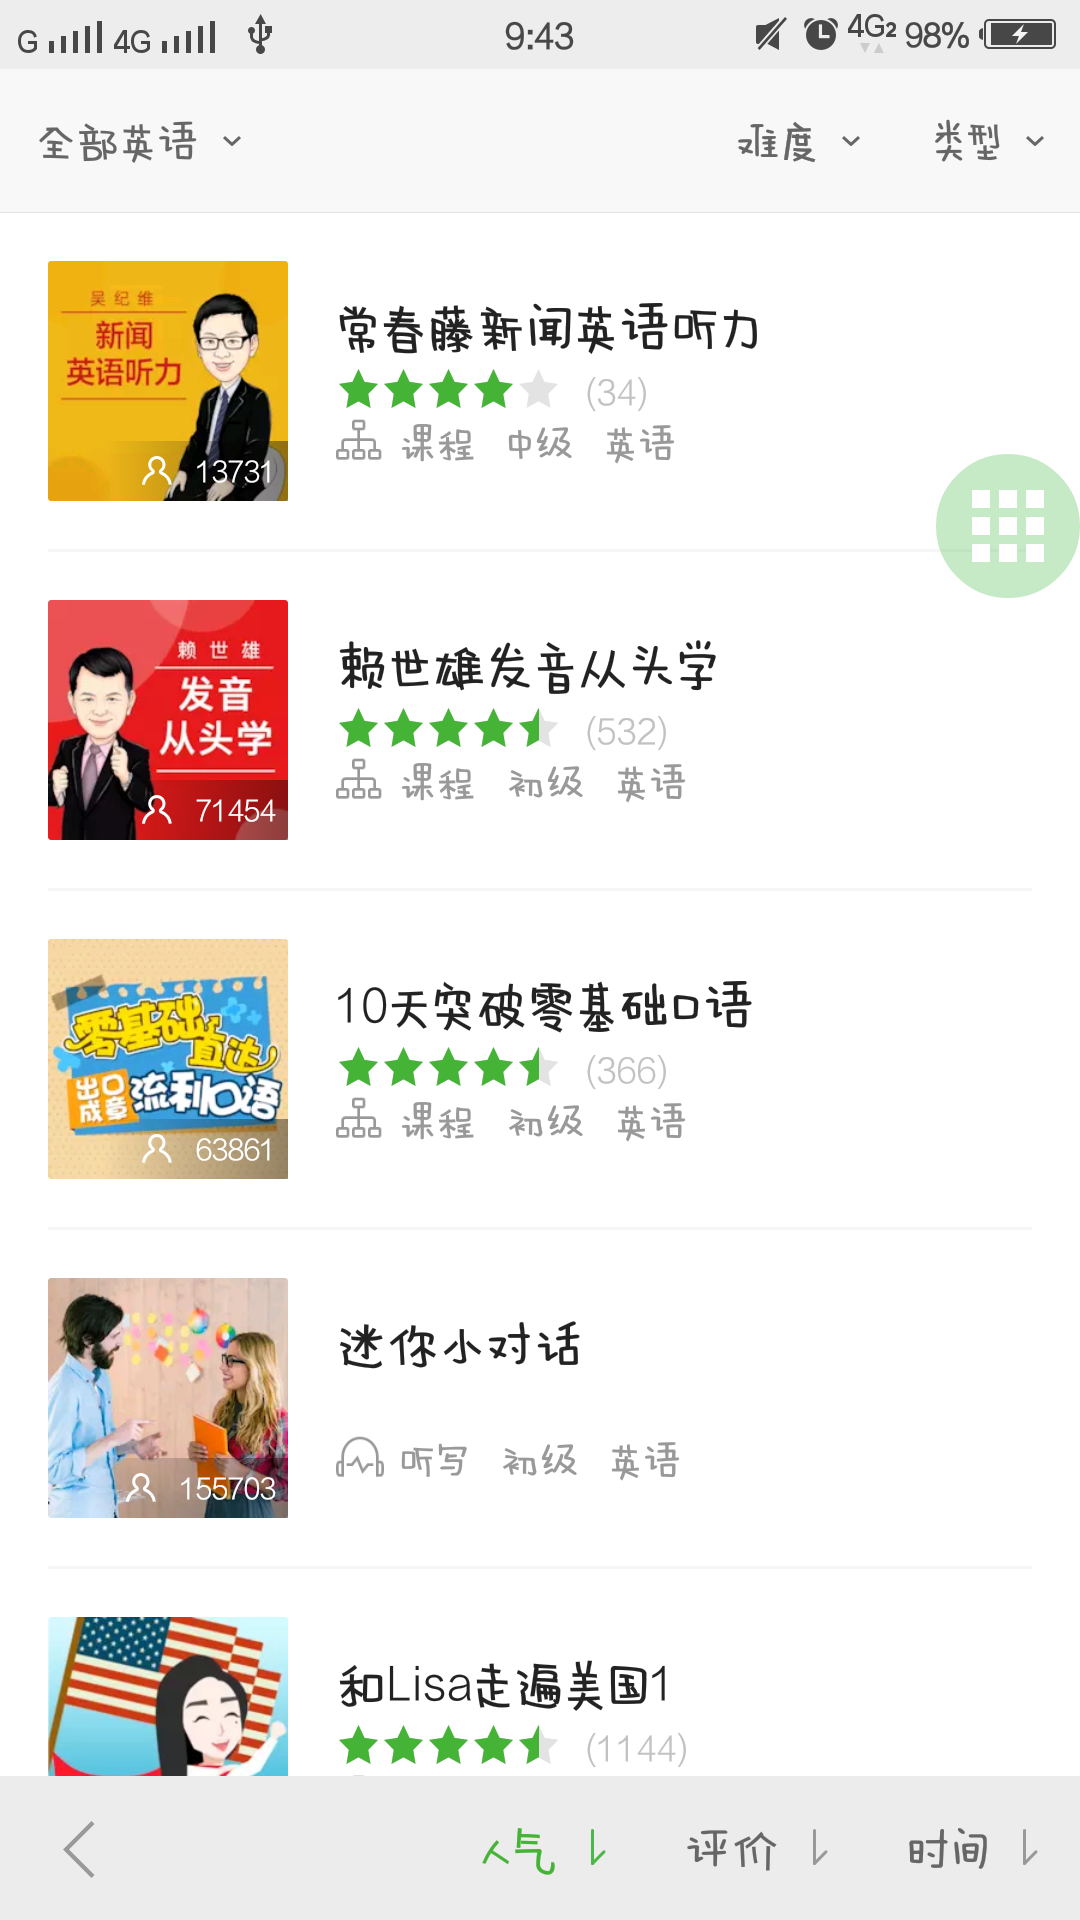 G 4G 9:43 4G2 98%
全部英语 难度 类型
吴纪维
新闻
英语听力
13731
常春藤新闻英语听力
(34)
课程 中级 英语
赖世雄
发音
从头学
71454
赖世雄发音从头学
(532)
课程 初级 英语
零基础
直达
出口
成章
流利口语
63861
10天突破零基础口语
(366)
课程 初级 英语
155703
迷你小对话
听写 初级 英语
和Lisa走遍美国1
(1144)
人气 评价 时间